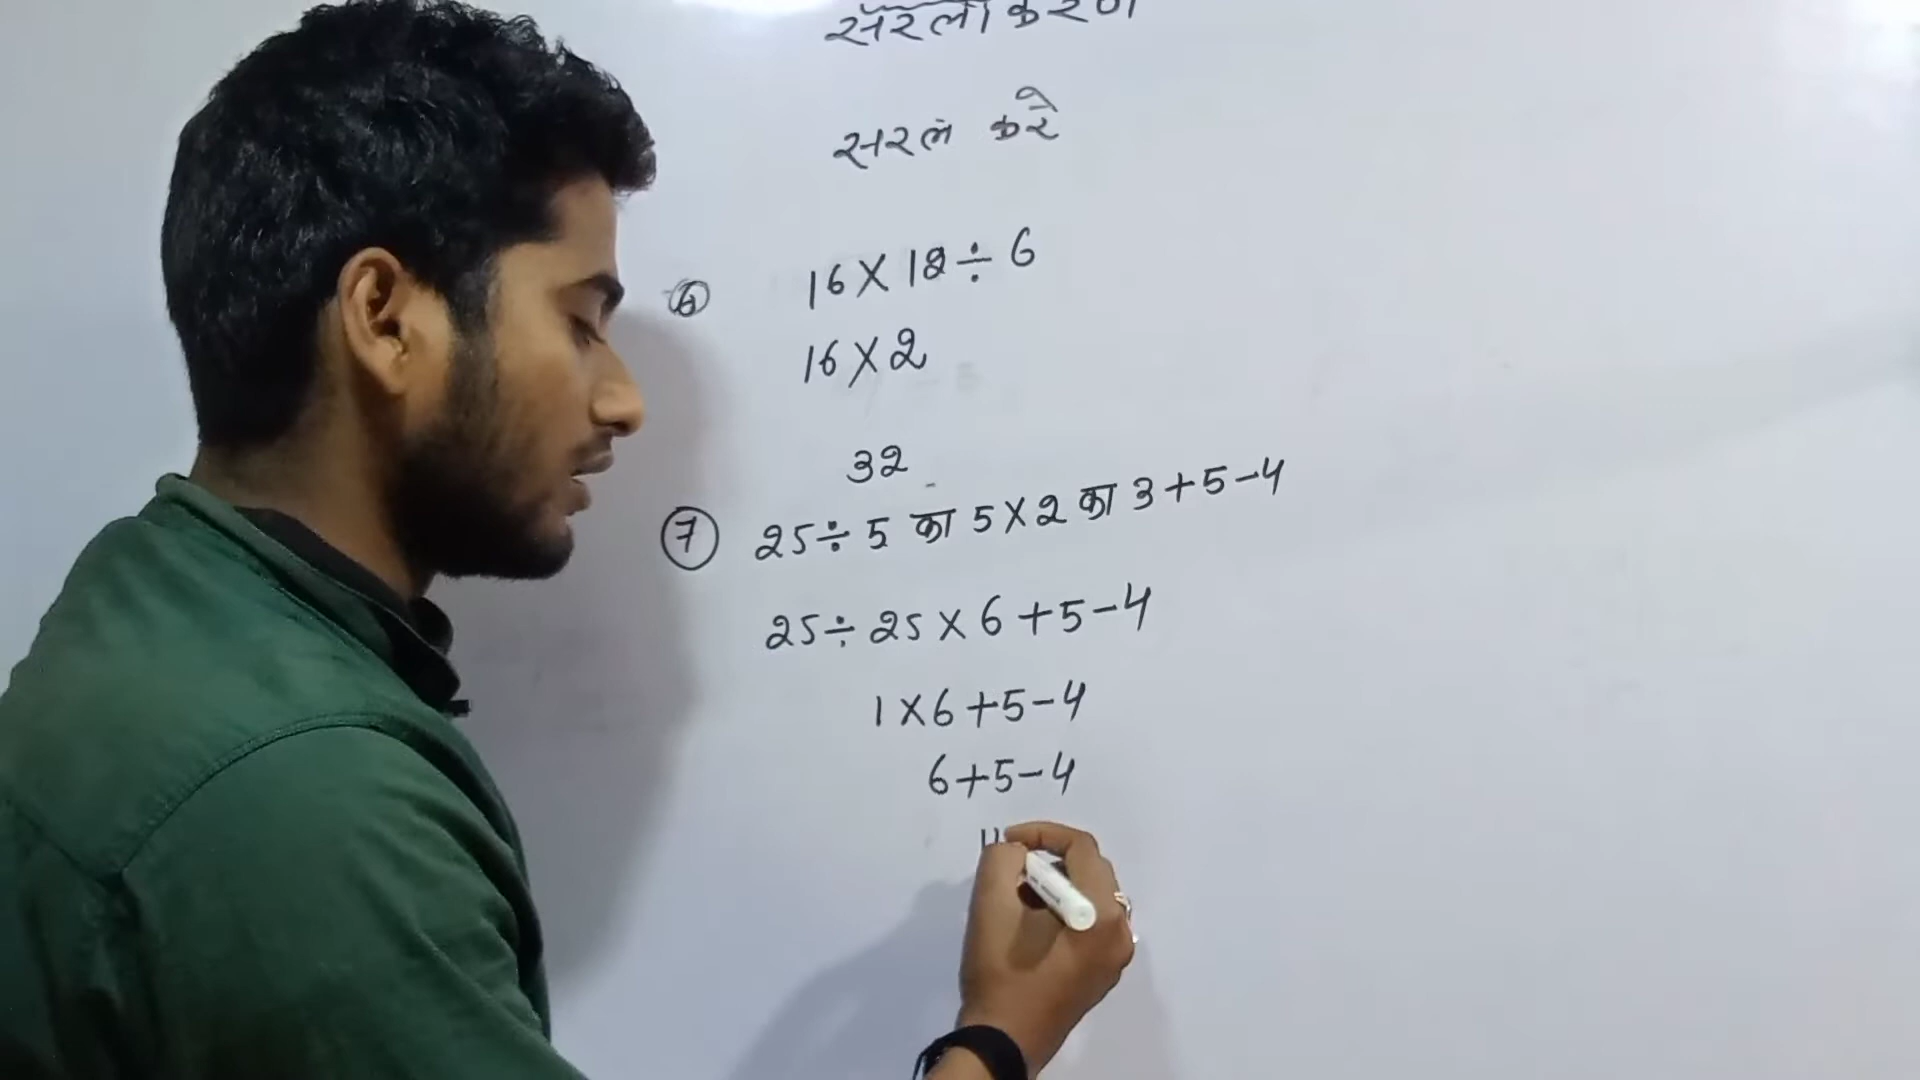 सरलीकरण
सरल करे
⑥ 16 × 12 ÷ 6
16 × 2
32
⑦ 25 ÷ 5 का 5 × 2 का 3 + 5 - 4
25 ÷ 25 × 6 + 5 - 4
1 × 6 + 5 - 4
6 + 5 - 4
11